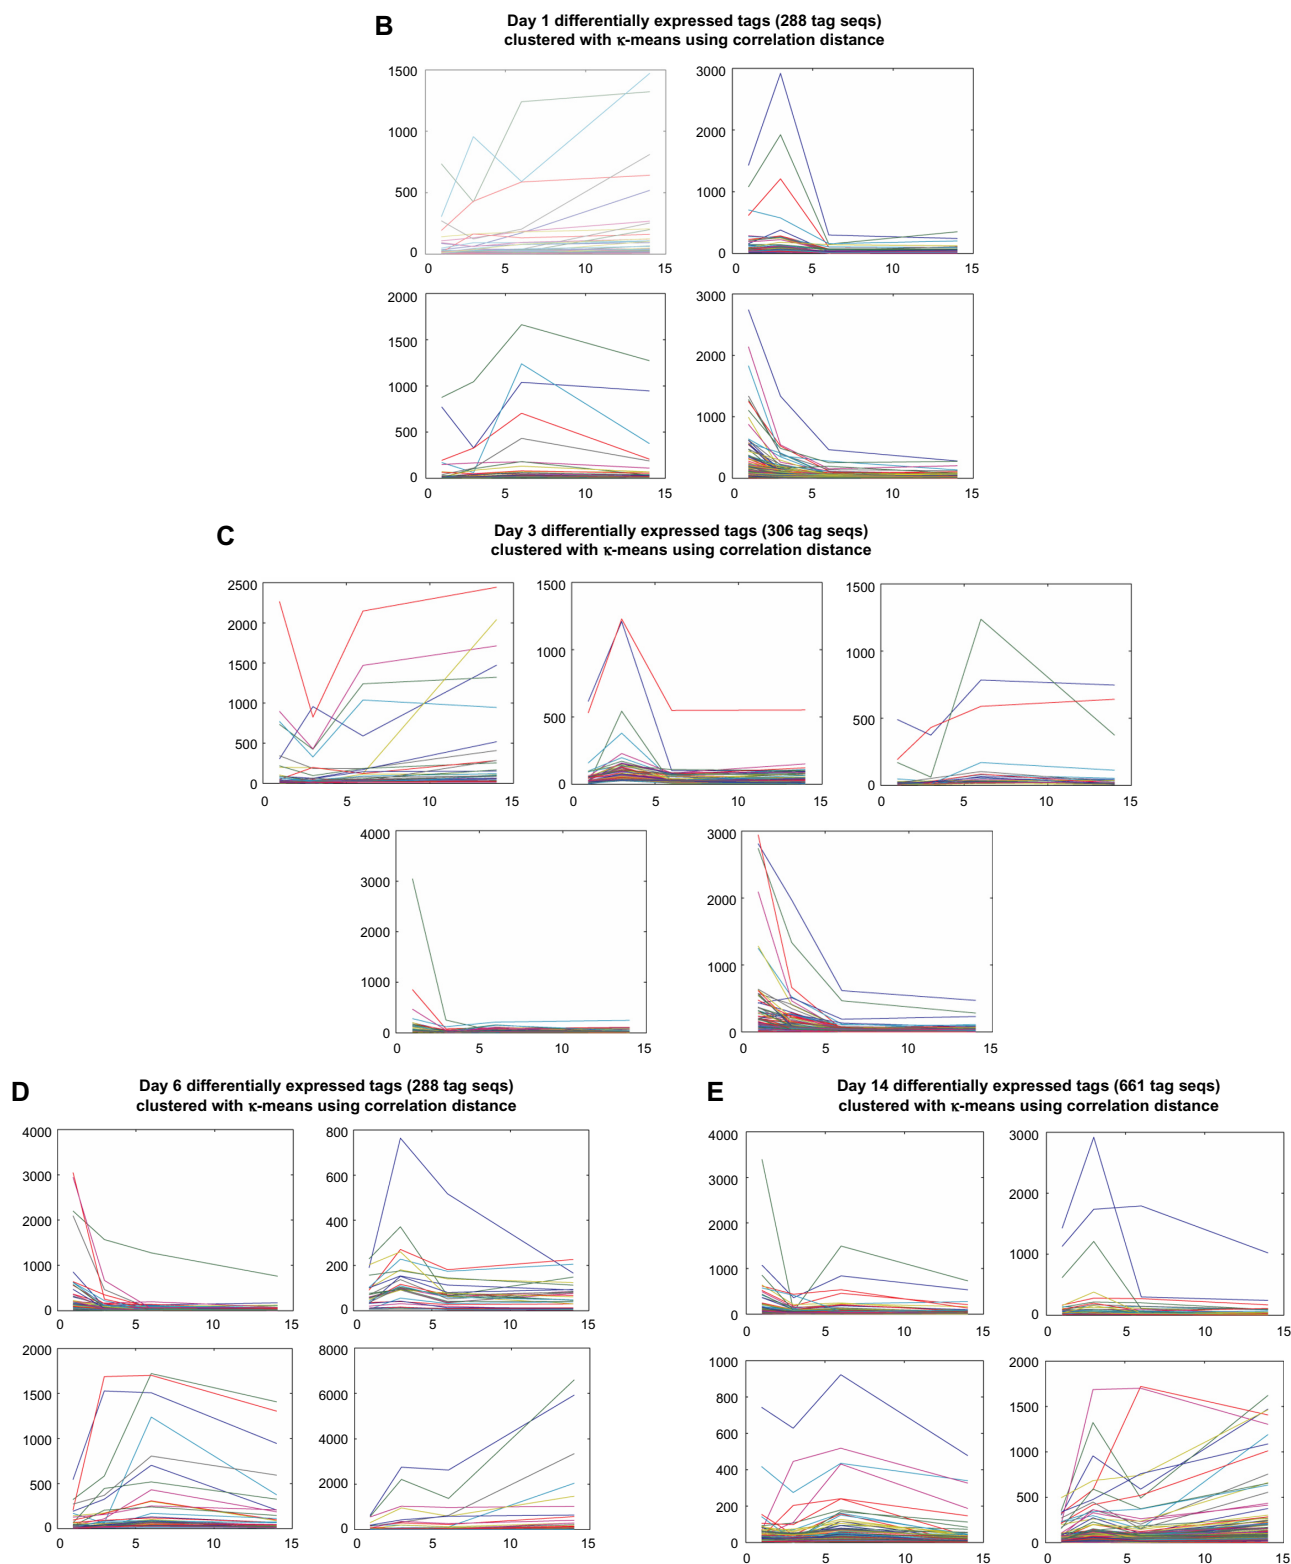 B
Day 1 differentially expressed tags (288 tag seqs)
clustered with κ-means using correlation distance
1500
1000
500
0
0 5 10 15
3000
2000
1000
0
0 5 10 15
2000
1500
1000
500
0
0 5 10 15
3000
2000
1000
0
0 5 10 15
C
Day 3 differentially expressed tags (306 tag seqs)
clustered with κ-means using correlation distance
2500
2000
1500
1000
500
0
0 5 10 15
1500
1000
500
0
0 5 10 15
1500
1000
500
0
0 5 10 15
4000
3000
2000
1000
0
0 5 10 15
3000
2000
1000
0
0 5 10 15
D
Day 6 differentially expressed tags (288 tag seqs)
clustered with κ-means using correlation distance
4000
3000
2000
1000
0
0 5 10 15
800
600
400
200
0
0 5 10 15
2000
1500
1000
500
0
0 5 10 15
8000
6000
4000
2000
0
0 5 10 15
E
Day 14 differentially expressed tags (661 tag seqs)
clustered with κ-means using correlation distance
4000
3000
2000
1000
0
0 5 10 15
3000
2000
1000
0
0 5 10 15
1000
800
600
400
200
0
0 5 10 15
2000
1500
1000
500
0
0 5 10 15